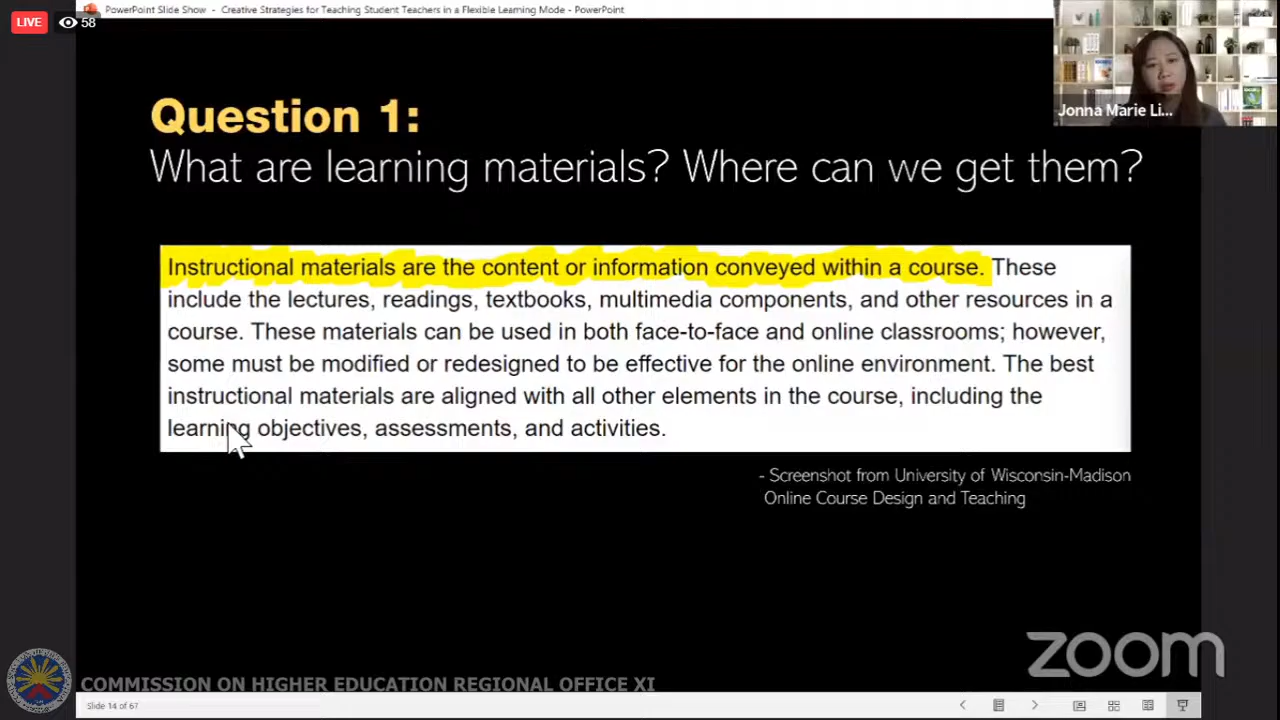 PowerPoint Slide Show - Creative Strategies for Teaching Student Teachers in a Flexible Learning Mode - PowerPoint
LIVE 58
Jonna Marie Li...
Question 1:
What are learning materials? Where can we get them?
Instructional materials are the content or information conveyed within a course. These
include the lectures, readings, textbooks, multimedia components, and other resources in a
course. These materials can be used in both face-to-face and online classrooms; however,
some must be modified or redesigned to be effective for the online environment. The best
instructional materials are aligned with all other elements in the course, including the
learning objectives, assessments, and activities.
- Screenshot from University of Wisconsin-Madison
Online Course Design and Teaching
zoom
COMMISSION ON HIGHER EDUCATION REGIONAL OFFICE XI
Slide 14 of 67